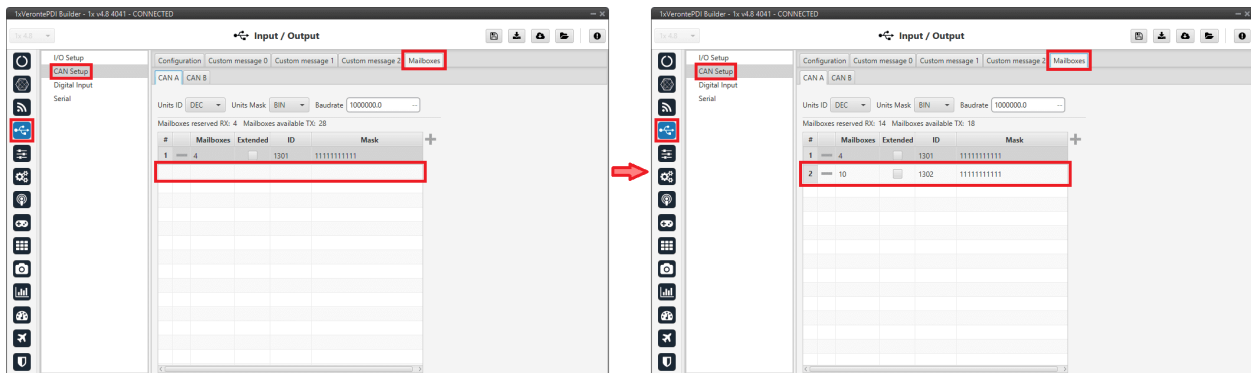 1xVerontePDI Builder - 1x v4.8 4041 - CONNECTED
1x 4.8
Input / Output
I/O Setup
CAN Setup
Digital Input
Serial
Configuration Custom message 0 Custom message 1 Custom message 2 Mailboxes
CAN A CAN B
Units ID DEC Units Mask BIN Baudrate 1000000.0 ...
Mailboxes reserved RX: 4 Mailboxes available TX: 28
# Mailboxes Extended ID Mask
1 4 1301 11111111111
1xVerontePDI Builder - 1x v4.8 4041 - CONNECTED
1x 4.8
Input / Output
I/O Setup
CAN Setup
Digital Input
Serial
Configuration Custom message 0 Custom message 1 Custom message 2 Mailboxes
CAN A CAN B
Units ID DEC Units Mask BIN Baudrate 1000000.0 ...
Mailboxes reserved RX: 14 Mailboxes available TX: 18
# Mailboxes Extended ID Mask
1 4 1301 11111111111
2 10 1302 11111111111